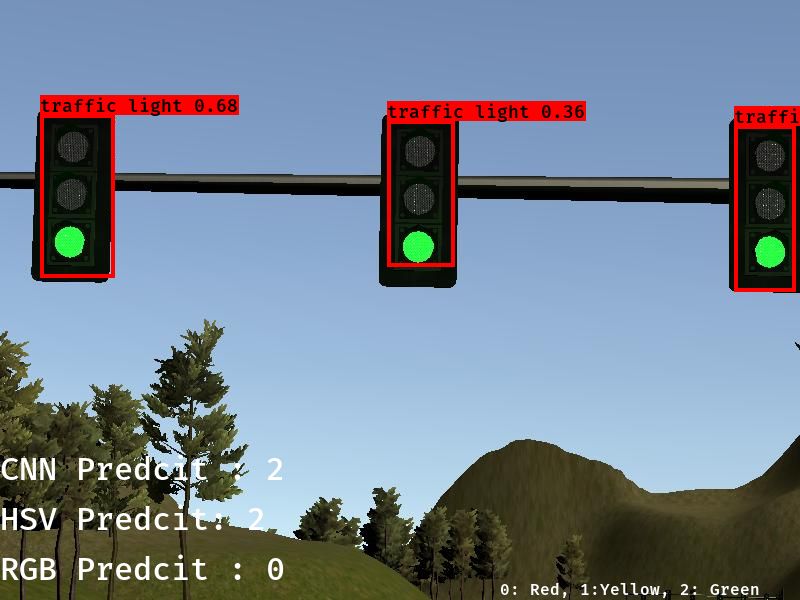 traffic light 0.68
traffic light 0.36
traffi
CNN Predcit : 2
HSV Predcit: 2
RGB Predcit : 0
0: Red, 1:Yellow, 2: Green